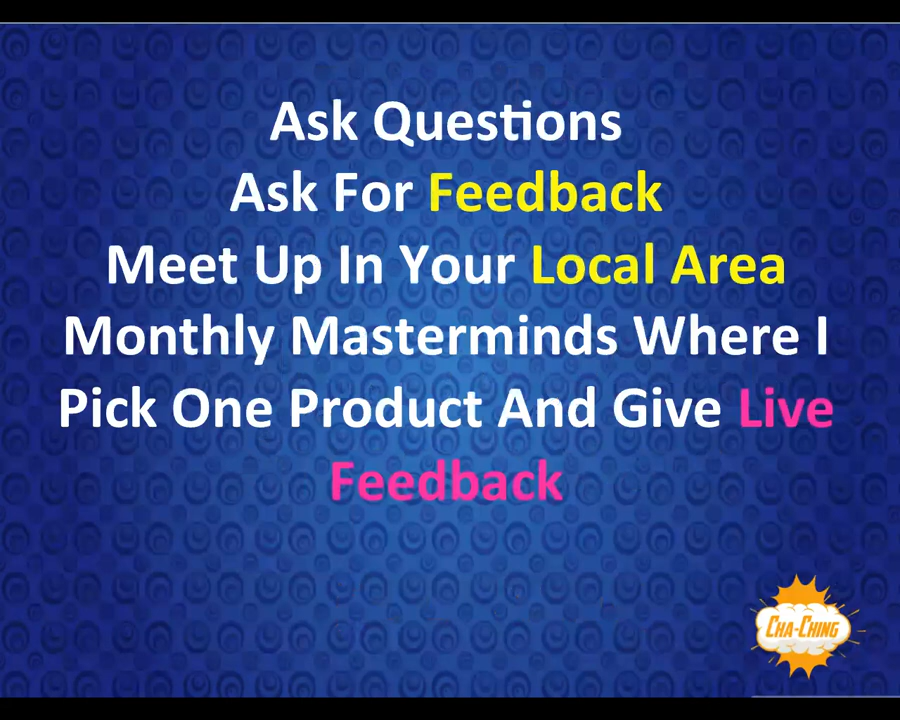 Ask Questions
Ask For Feedback
Meet Up In Your Local Area
Monthly Masterminds Where I
Pick One Product And Give Live
Feedback
CHA-CHING